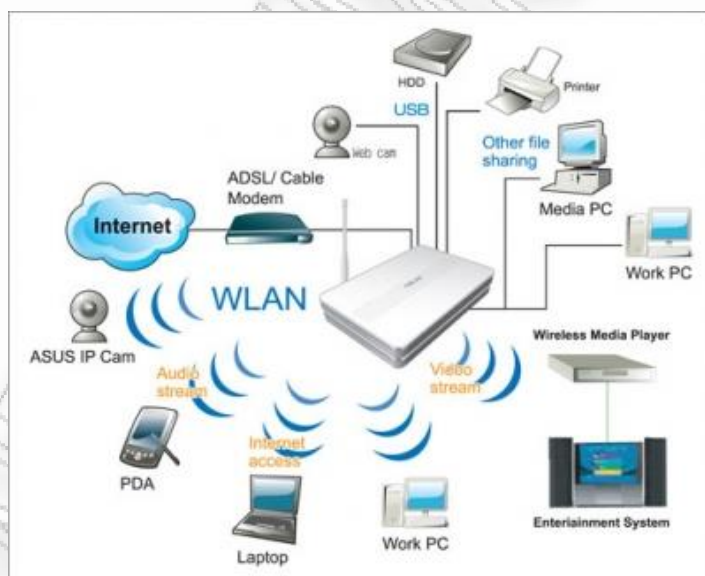 HDD
Printer
USB
Web cam
Other file
sharing
ADSL/ Cable
Modem
Internet
Media PC
Work PC
WLAN
ASUS IP Cam
Wireless Media Player
Audio
stream
Video
stream
PDA
Internet
access
Laptop
Work PC
Enteriainment System